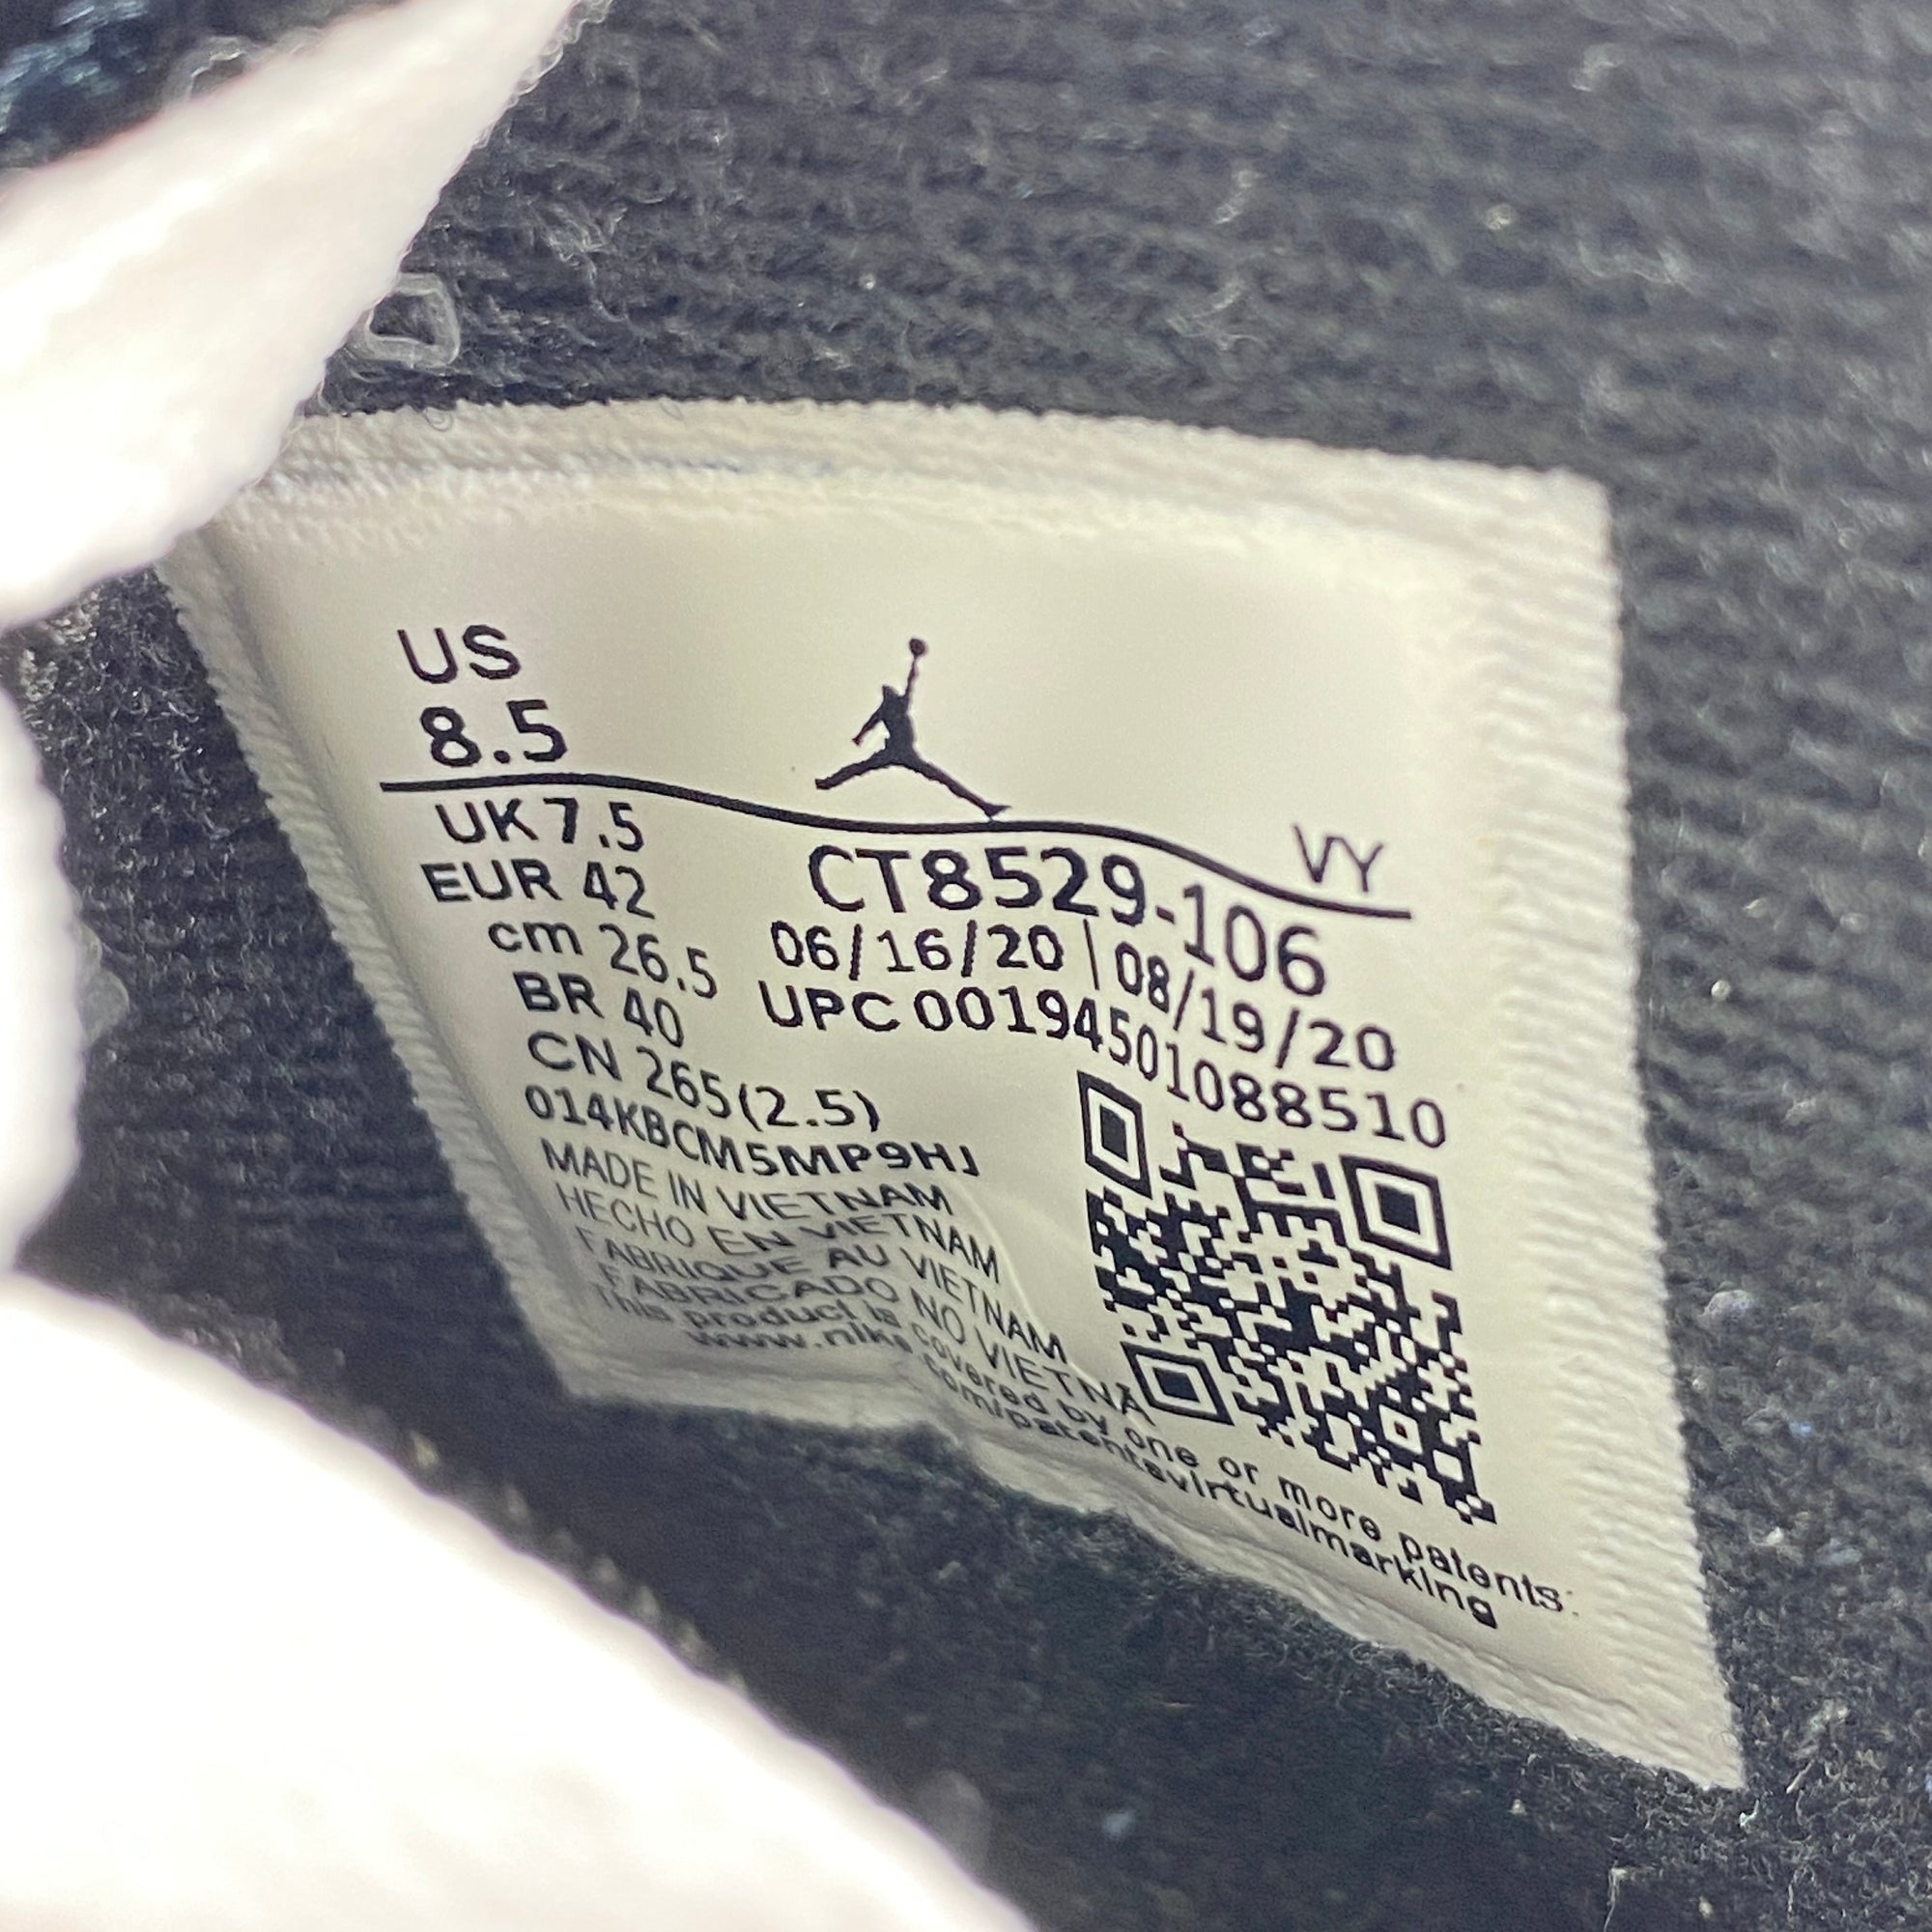 US
8.5
VY
UK 7.5
EUR 42
cm 26.5
BR 40
CN 265(2.5)
CT8529-106
06/16/20 | 08/19/20
UPC 00194501088510
014KBCM5MP9HJ
MADE IN VIETNAM
HECHO EN VIETNAM
FABRIQUE AU VIETNAM
FABRICADO NO VIETNA
This product is covered by one or more patents:
www.nike.com/patentsvirtualmarking